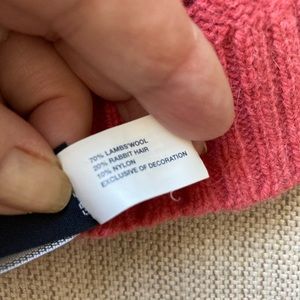 70% LAMBSWOOL
20% RABBIT HAIR
10% NYLON
EXCLUSIVE OF DECORATION